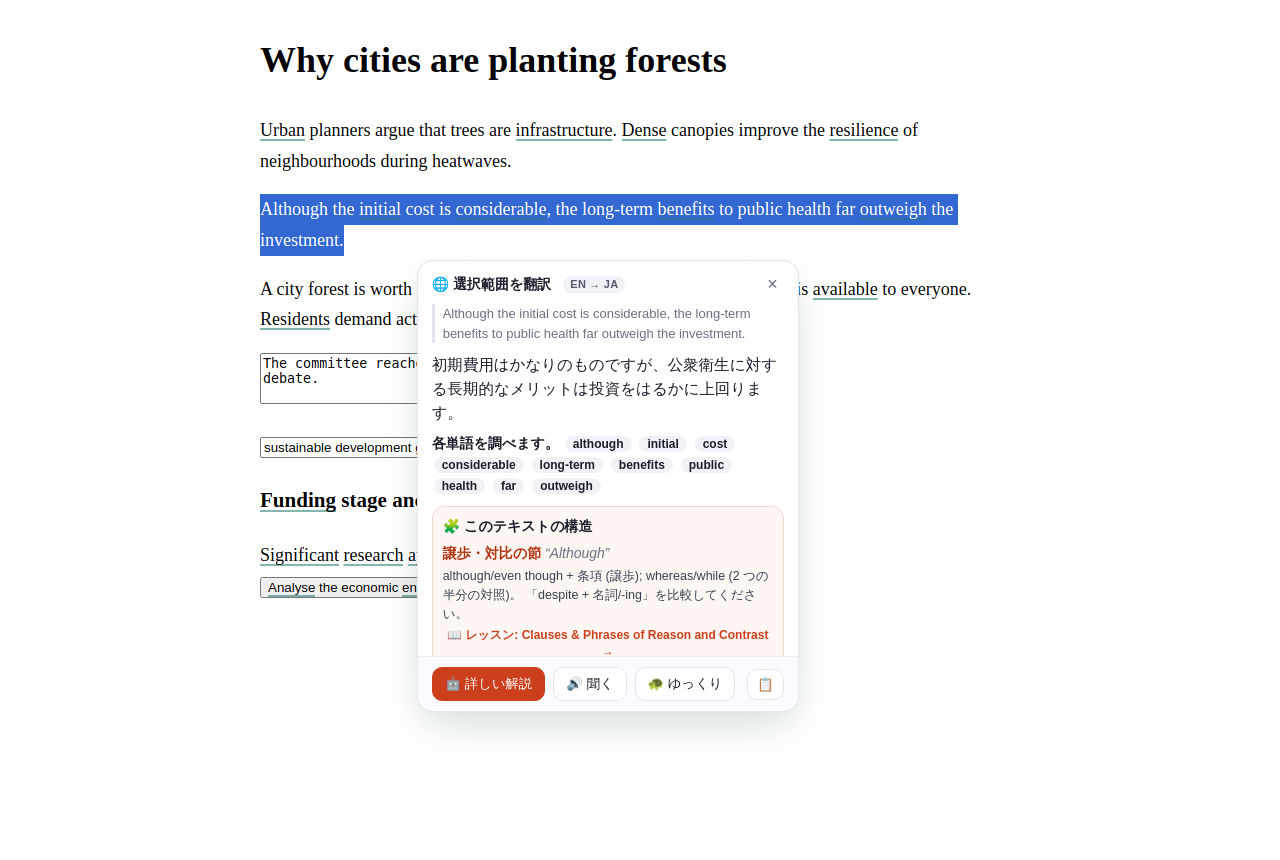 Why cities are planting forests
Urban planners argue that trees are infrastructure. Dense canopies improve the resilience of
neighbourhoods during heatwaves.
Although the initial cost is considerable, the long-term benefits to public health far outweigh the
investment.
A city forest is worth
is available to everyone.
Residents demand
The committee
debate.
sustainable development
Funding stage
Significant research
Analyse the economic
🌐 選択範囲を翻訳 EN → JA ×
Although the initial cost is considerable, the long-term
benefits to public health far outweigh the investment.
初期費用はかなりのものですが、公衆衛生に対す
る長期的なメリットは投資をはるかに上回りま
す。
各単語を調べます。 although initial cost
considerable long-term benefits public
health far outweigh
🧩 このテキストの構造
譲歩・対比の節 “Although”
although/even though + 条項 (譲歩); whereas/while (2 つの
半分の対照)。 「despite + 名詞/-ing」を比較してくださ
い。
📖 レッスン: Clauses & Phrases of Reason and Contrast
→
🤖 詳しい解説 🔊 聞く 🐢 ゆっくり 📋